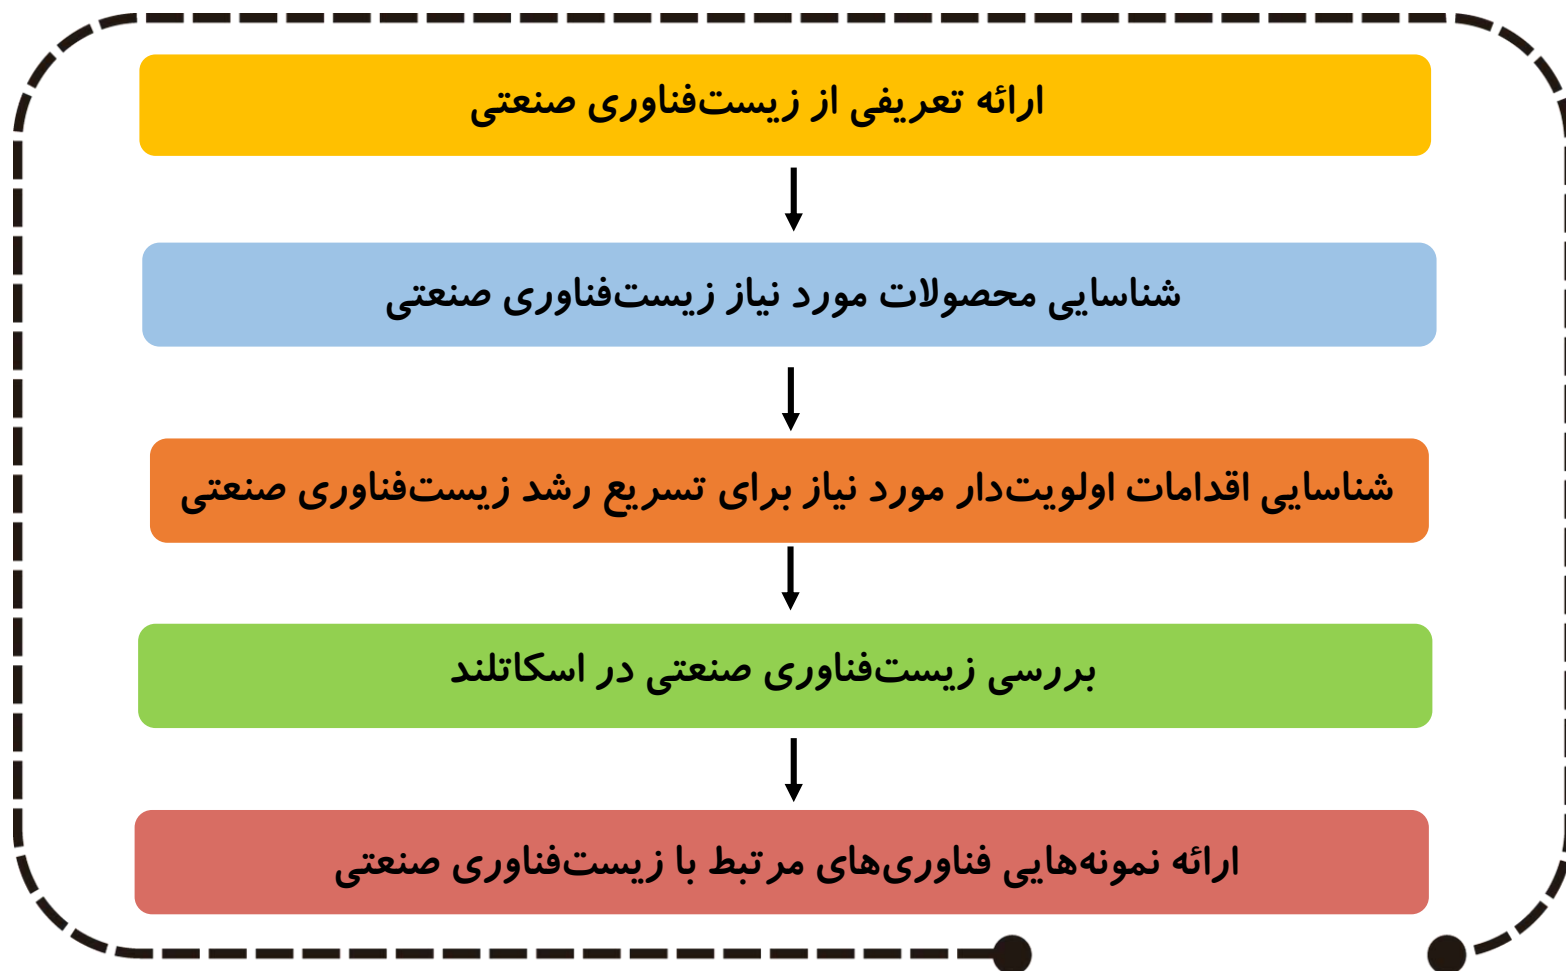 ارائه تعریفی از زیست‌فناوری صنعتی
شناسایی محصولات مورد نیاز زیست‌فناوری صنعتی
شناسایی اقدامات اولویت‌دار مورد نیاز برای تسریع رشد زیست‌فناوری صنعتی
بررسی زیست‌فناوری صنعتی در اسکاتلند
ارائه نمونه‌هایی فناوری‌های مرتبط با زیست‌فناوری صنعتی